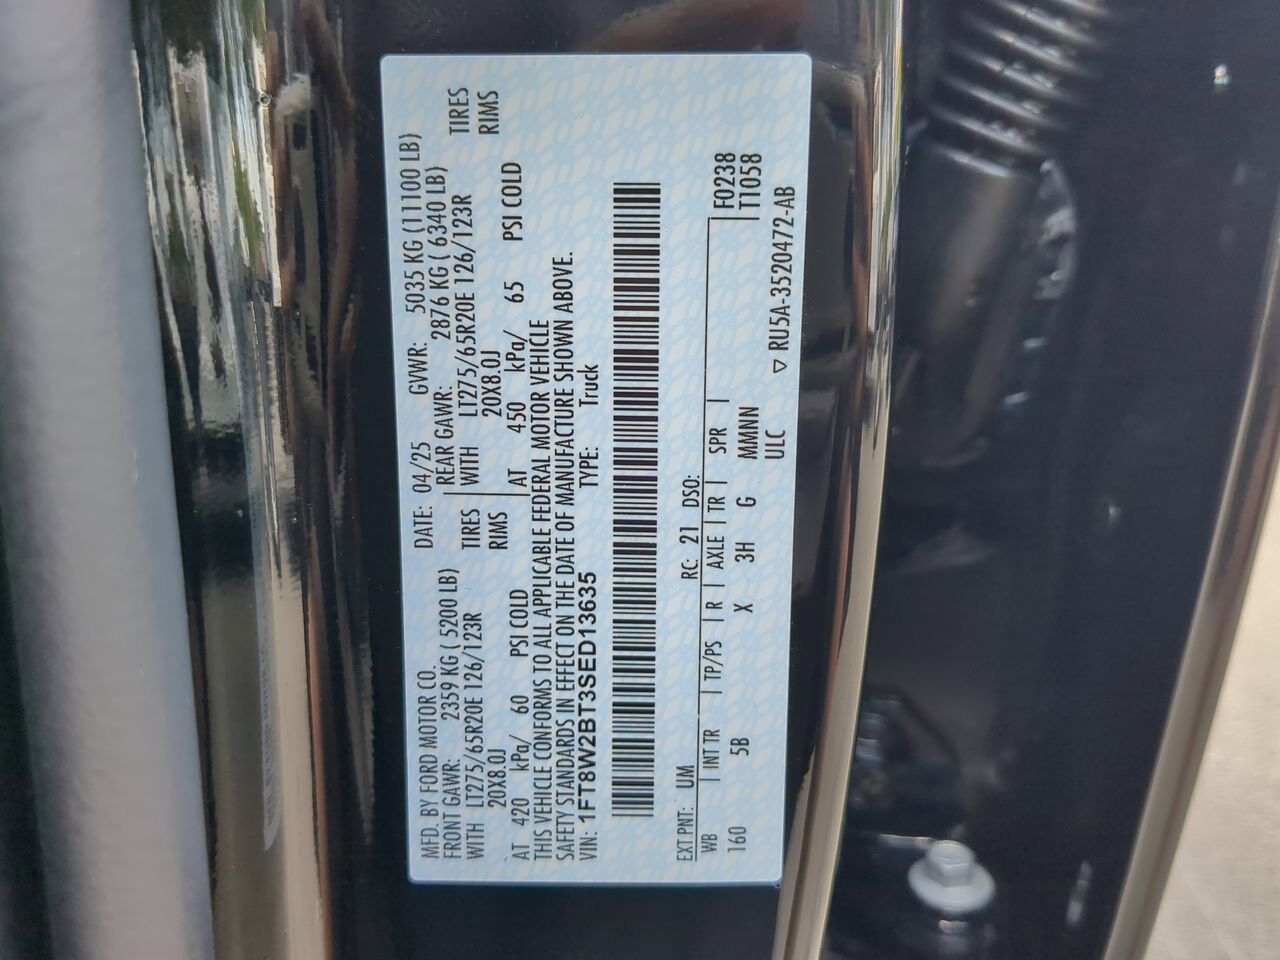 MFD. BY FORD MOTOR CO.
DATE: 04/25 GVWR: 5035 KG (11100 LB)
FRONT GAWR: 2359 KG ( 5200 LB)
REAR GAWR: 2876 KG ( 6340 LB)
WITH LT275/65R20E 126/123R TIRES
WITH LT275/65R20E 126/123R TIRES
20X8.0J RIMS
20X8.0J RIMS
AT 420 kPa/ 60 PSI COLD
AT 450 kPa/ 65 PSI COLD
THIS VEHICLE CONFORMS TO ALL APPLICABLE FEDERAL MOTOR VEHICLE
SAFETY STANDARDS IN EFFECT ON THE DATE OF MANUFACTURE SHOWN ABOVE.
VIN: 1FT8W2BT3SED13635 TYPE: Truck
EXT PNT: UM RC: 21 DSO:
F0238
WB INT TR TP/PS R AXLE TR SPR
T1058
160 5B X 3H G MMNN
ULC
▽ RU5A-3520472-AB